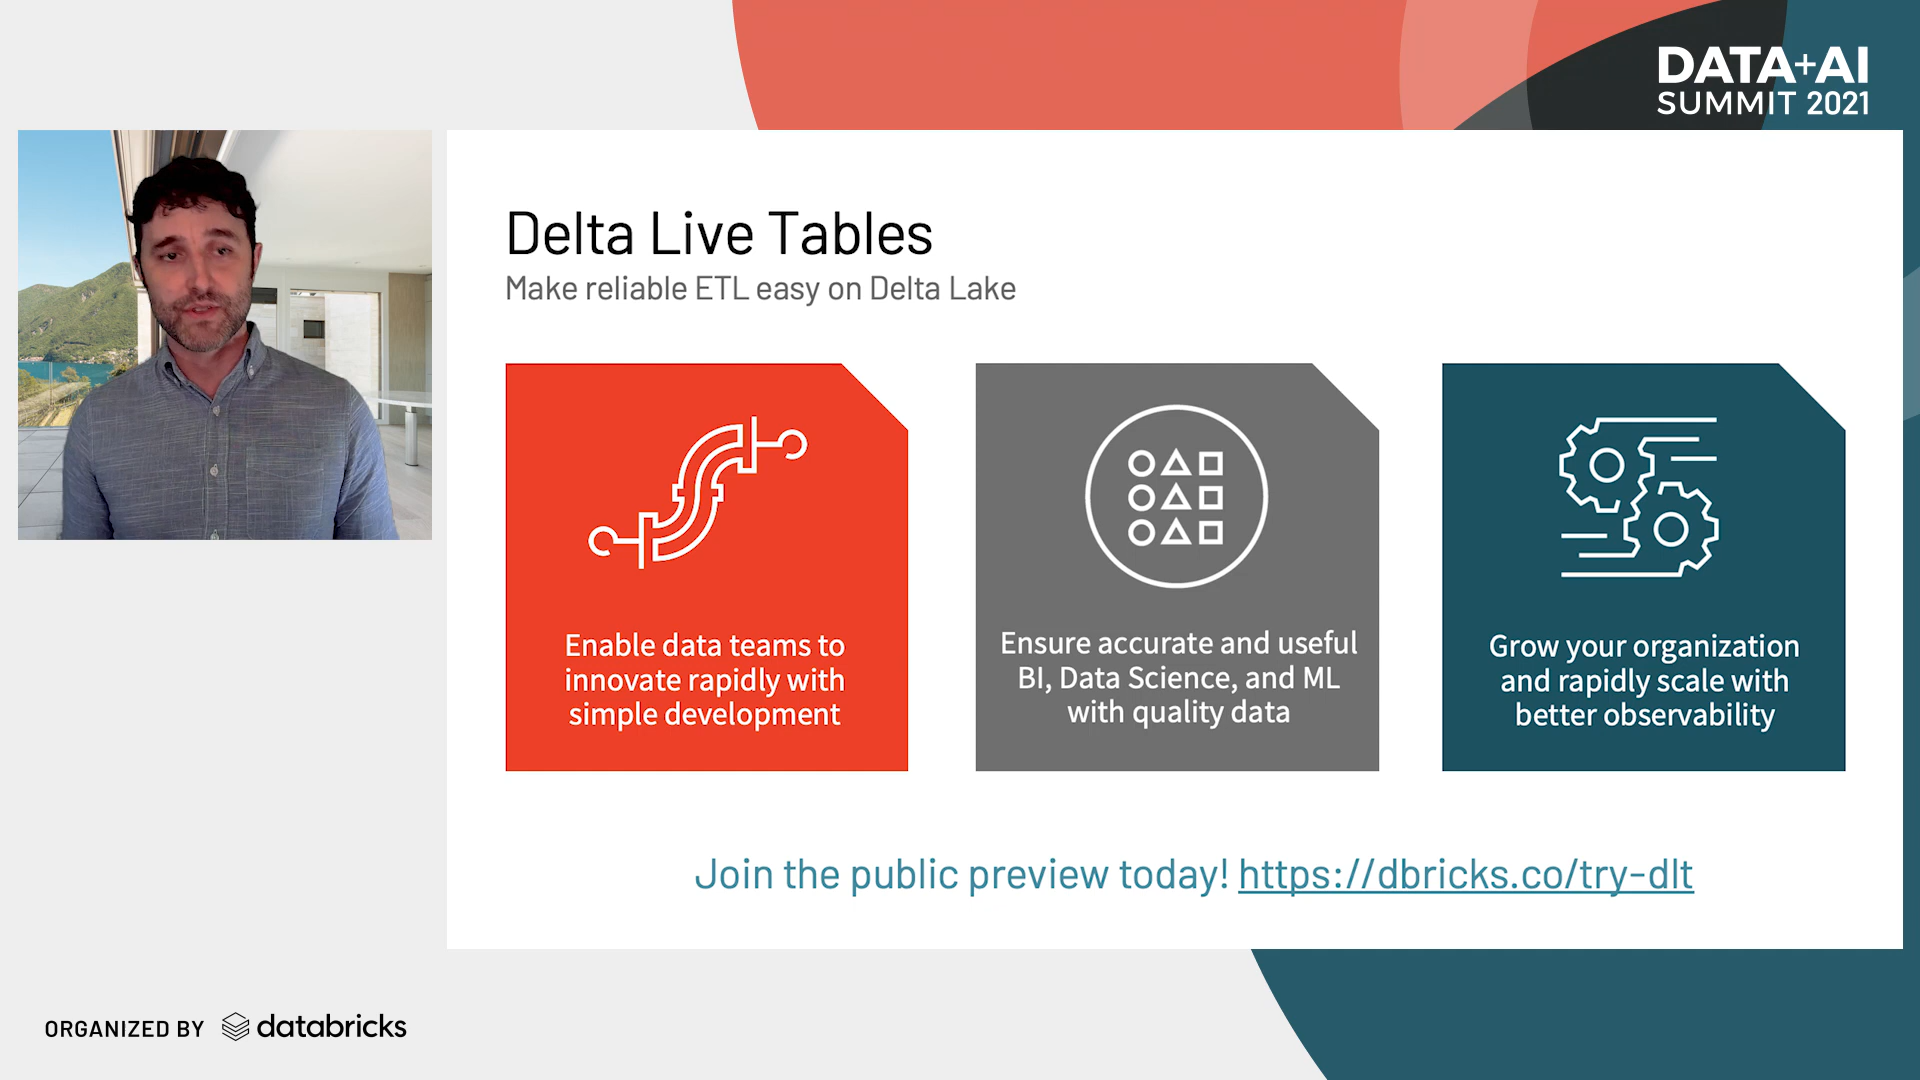 DATA+AI
SUMMIT 2021
Delta Live Tables
Make reliable ETL easy on Delta Lake
Enable data teams to
innovate rapidly with
simple development
Ensure accurate and useful
BI, Data Science, and ML
with quality data
Grow your organization
and rapidly scale with
better observability
Join the public preview today! https://dbricks.co/try-dlt
ORGANIZED BY databricks